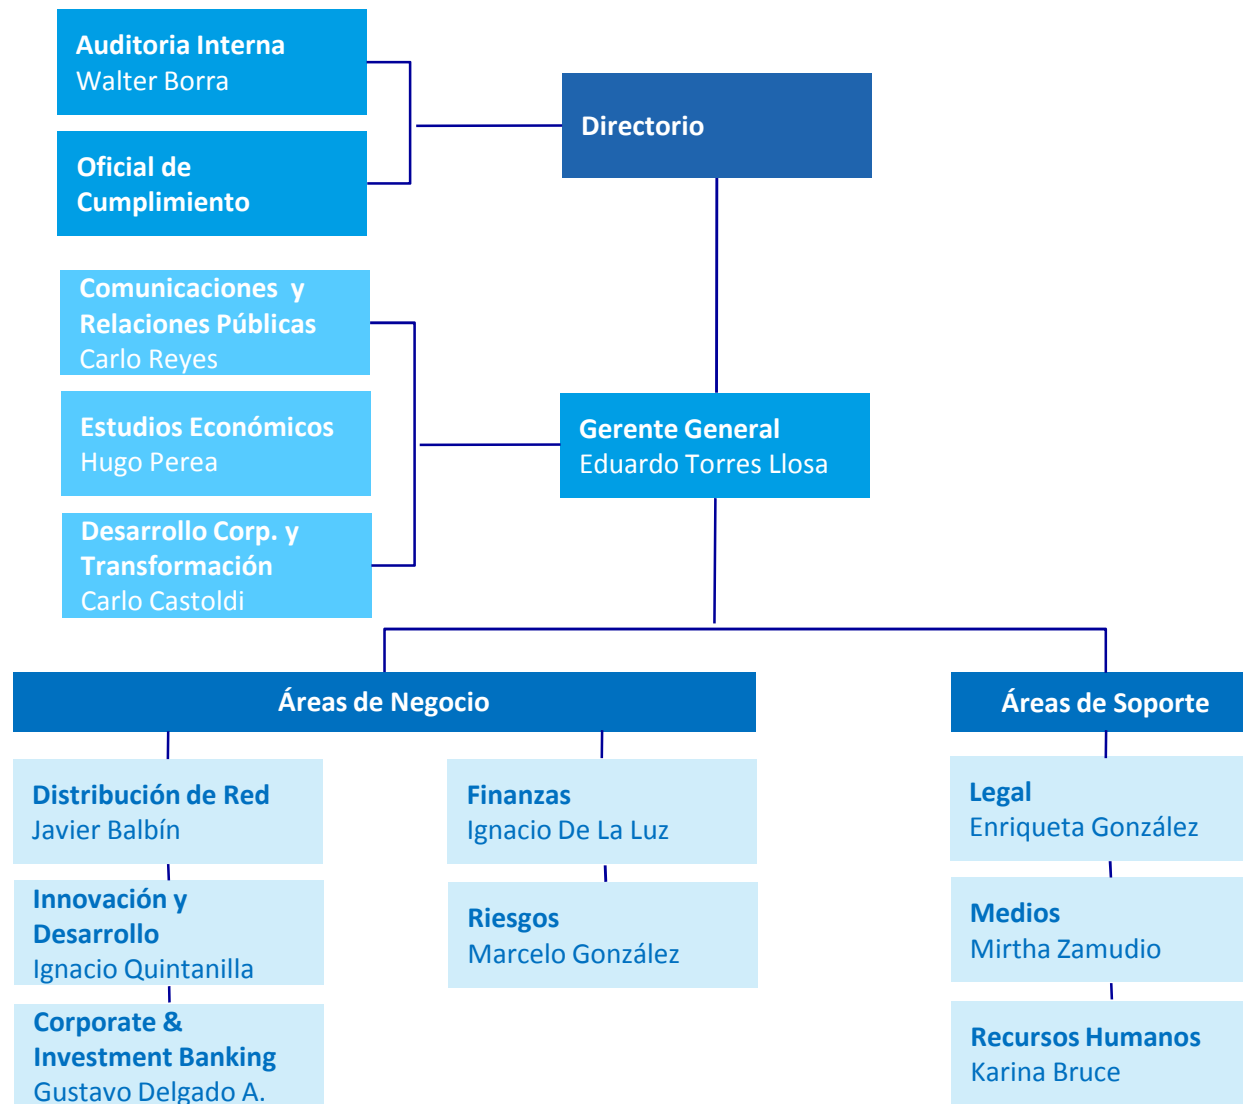 Auditoria Interna
Walter Borra
Directorio
Oficial de
Cumplimiento
Comunicaciones y
Relaciones Públicas
Carlo Reyes
Estudios Económicos
Hugo Perea
Gerente General
Eduardo Torres Llosa
Desarrollo Corp. y
Transformación
Carlo Castoldi
Áreas de Negocio
Áreas de Soporte
Distribución de Red
Javier Balbín
Innovación y
Desarrollo
Ignacio Quintanilla
Corporate &
Investment Banking
Gustavo Delgado A.
Finanzas
Ignacio De La Luz
Riesgos
Marcelo González
Legal
Enriqueta González
Medios
Mirtha Zamudio
Recursos Humanos
Karina Bruce